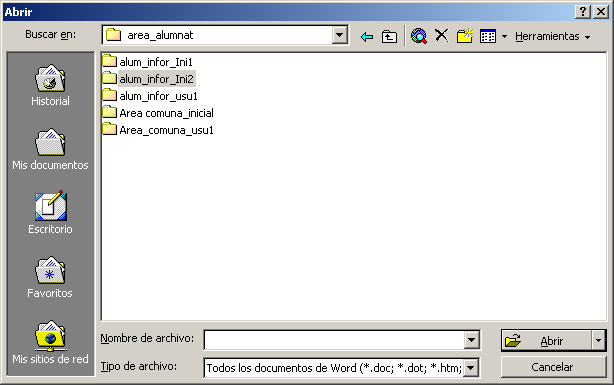 Abrir
Buscar en: area_alumnat Herramientas
alum_infor_Ini1
alum_infor_Ini2
alum_infor_usu1
Area comuna_inicial
Area_comuna_usu1
Historial
Mis documentos
Escritorio
Favoritos
Mis sitios de red
Nombre de archivo: Abrir
Tipo de archivo: Todos los documentos de Word (*.doc; *.dot; *.htm; Cancelar